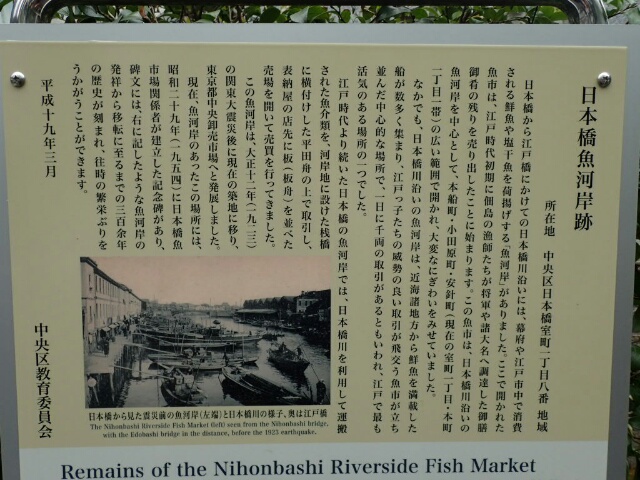 日本橋魚河岸跡
所在地 中央区日本橋室町一丁目八番 地域
日本橋から江戸橋にかけての日本橋川沿いには、幕府や江戸市中で消費
される鮮魚や塩干魚を荷揚げする「魚河岸」がありました。ここで開かれた
魚市は、江戸時代初期に佃島の漁師たちが将軍や諸大名へ調達した御膳
御肴の残りを売り出したことに始まります。この魚市は、日本橋川沿いの
魚河岸を中心として、本船町・小田原町・安針町(現在の室町一丁目・本町
一丁目一帯)の広い範囲で開かれ、大変なにぎわいをみせていました。
なかでも、日本橋川沿いの魚河岸は、近海諸地方から鮮魚を満載した
船が数多く集まり、江戸っ子たちの威勢の良い取引が飛交う魚市が立ち
並んだ中心的な場所で、一日に千両の取引があるともいわれ、江戸で最も
活気のある場所の一つでした。
江戸時代より続いた日本橋の魚河岸では、日本橋川を利用して運搬
された魚介類を、河岸地に設けた桟橋
に横付けした平田舟の上で取引し、
表納屋の店先に板(板舟)を並べた
売場を開いて売買を行ってきました。
この魚河岸は、大正十二年(一九二三)
の関東大震災後に現在の築地に移り、
東京都中央卸売市場へと発展しました。
現在、魚河岸のあったこの場所には、
昭和二十九年(一九五四)に日本橋魚
市場関係者が建立した記念碑があり、
碑文には、右に記したような魚河岸の
発祥から移転に至るまでの三百余年
の歴史が刻まれ、往時の繁栄ぶりを
うかがうことができます。
平成十九年三月
中央区教育委員会
日本橋から見た震災前の魚河岸(左端)と日本橋川の様子、奥は江戸橋
The Nihonbashi Riverside Fish Market (left) seen from the Nihonbashi bridge,
with the Edobashi bridge in the distance, before the 1923 earthquake.
Remains of the Nihonbashi Riverside Fish Market